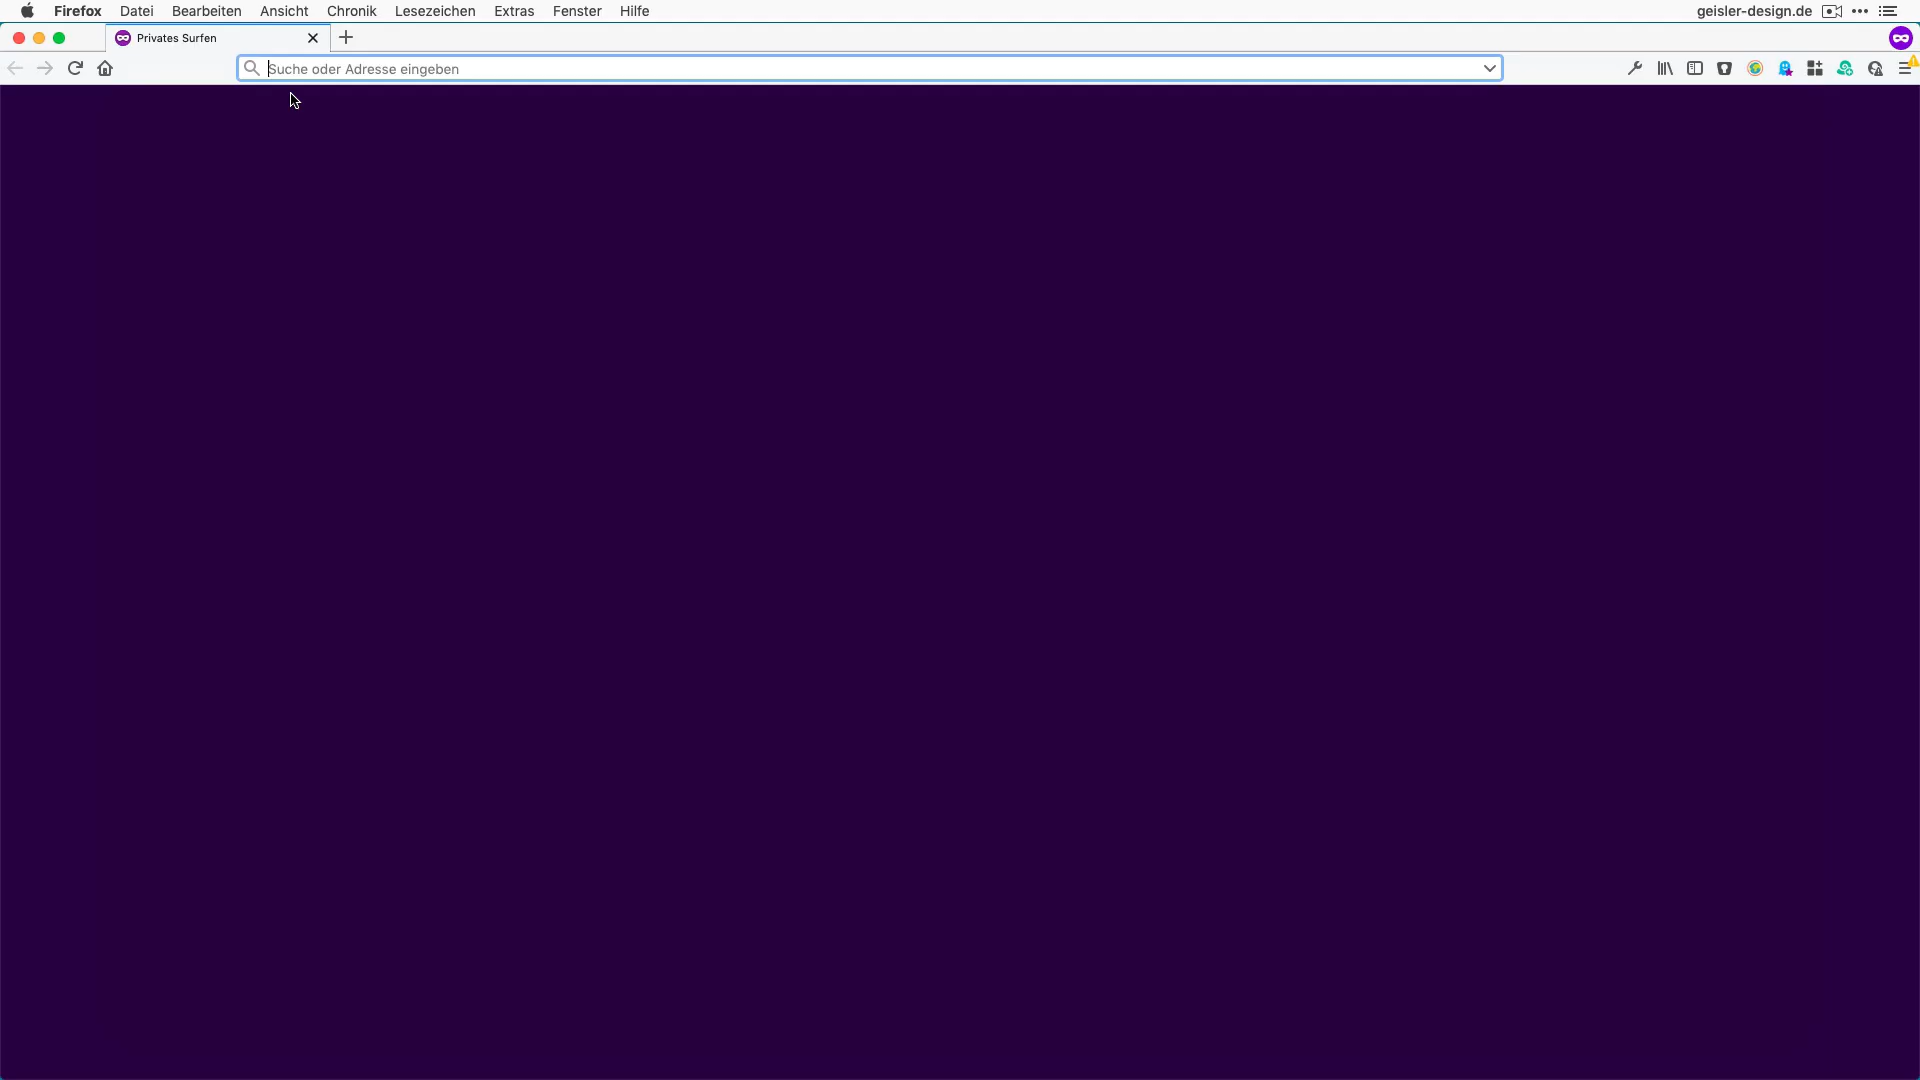 Firefox Datei Bearbeiten Ansicht Chronik Lesezeichen Extras Fenster Hilfe geisler-design.de
Privates Surfen
Suche oder Adresse eingeben